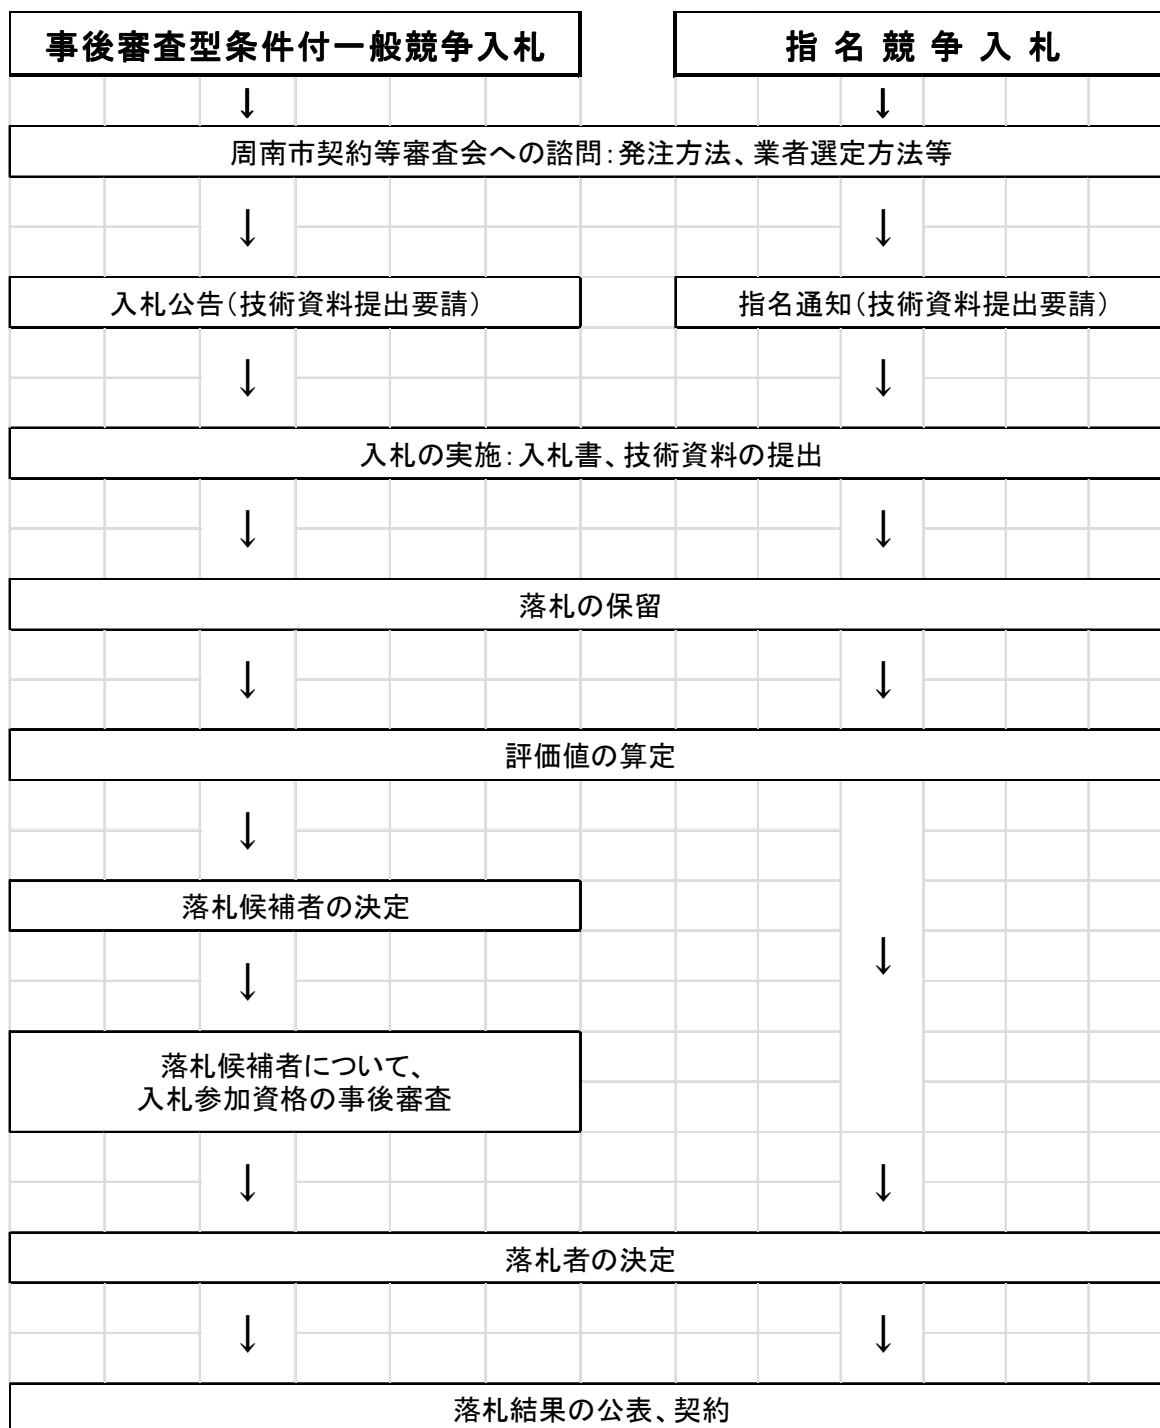 事後審査型条件付一般競争入札
指名競争入札
↓ ↓
周南市契約等審査会への諮問：発注方法、業者選定方法等
↓ ↓
入札公告（技術資料提出要請）
指名通知（技術資料提出要請）
↓ ↓
入札の実施：入札書、技術資料の提出
↓ ↓
落札の保留
↓ ↓
評価値の算定
↓
落札候補者の決定
↓
↓
落札候補者について、
入札参加資格の事後審査
↓ ↓
落札者の決定
↓ ↓
落札結果の公表、契約